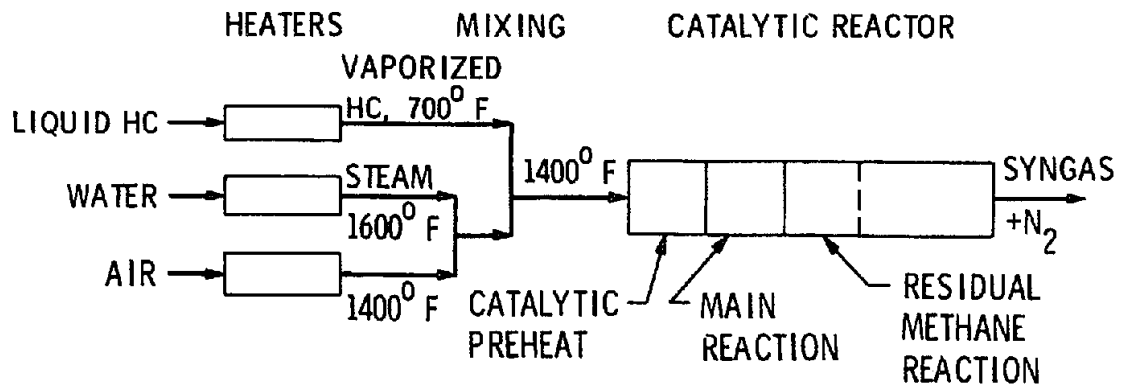 HEATERS MIXING CATALYTIC REACTOR
VAPORIZED
HC, 700° F
LIQUID HC
1400° F
SYNGAS
STEAM
WATER
1600° F
+N₂
AIR
1400° F
CATALYTIC
PREHEAT
MAIN
REACTION
RESIDUAL
METHANE
REACTION